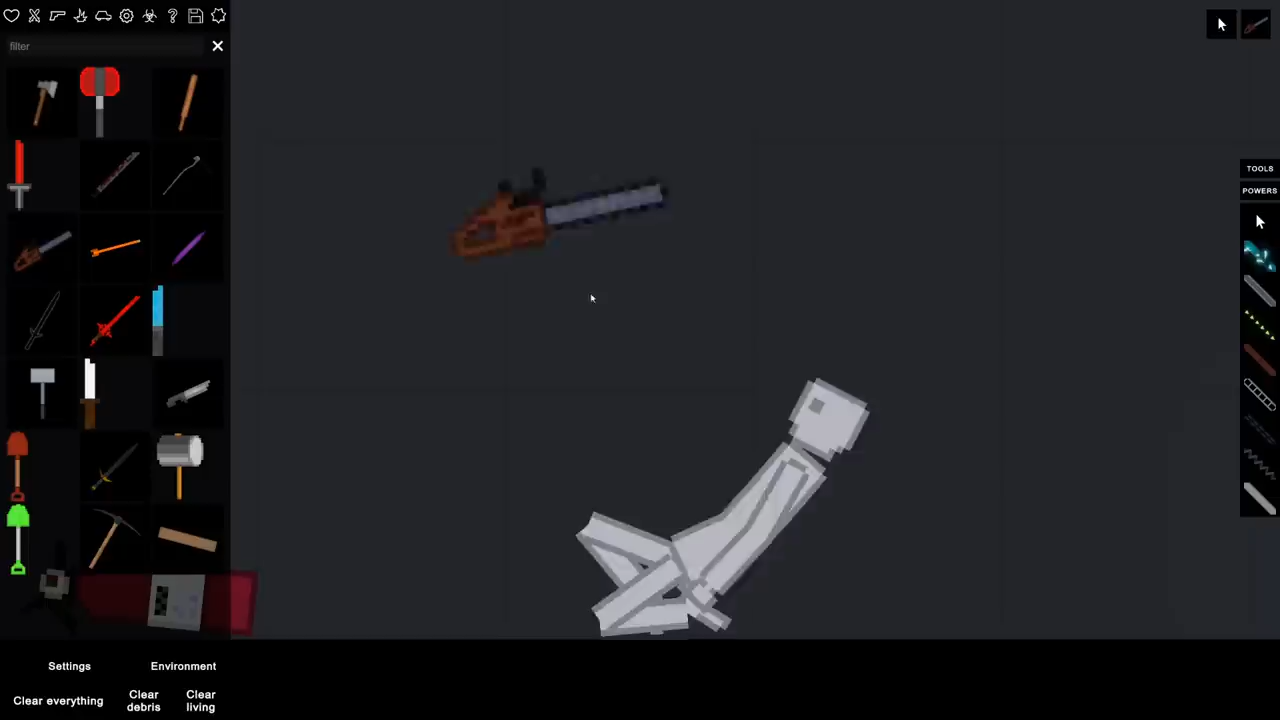 filter
TOOLS
POWERS
Settings
Environment
Clear everything
Clear
debris
Clear
living